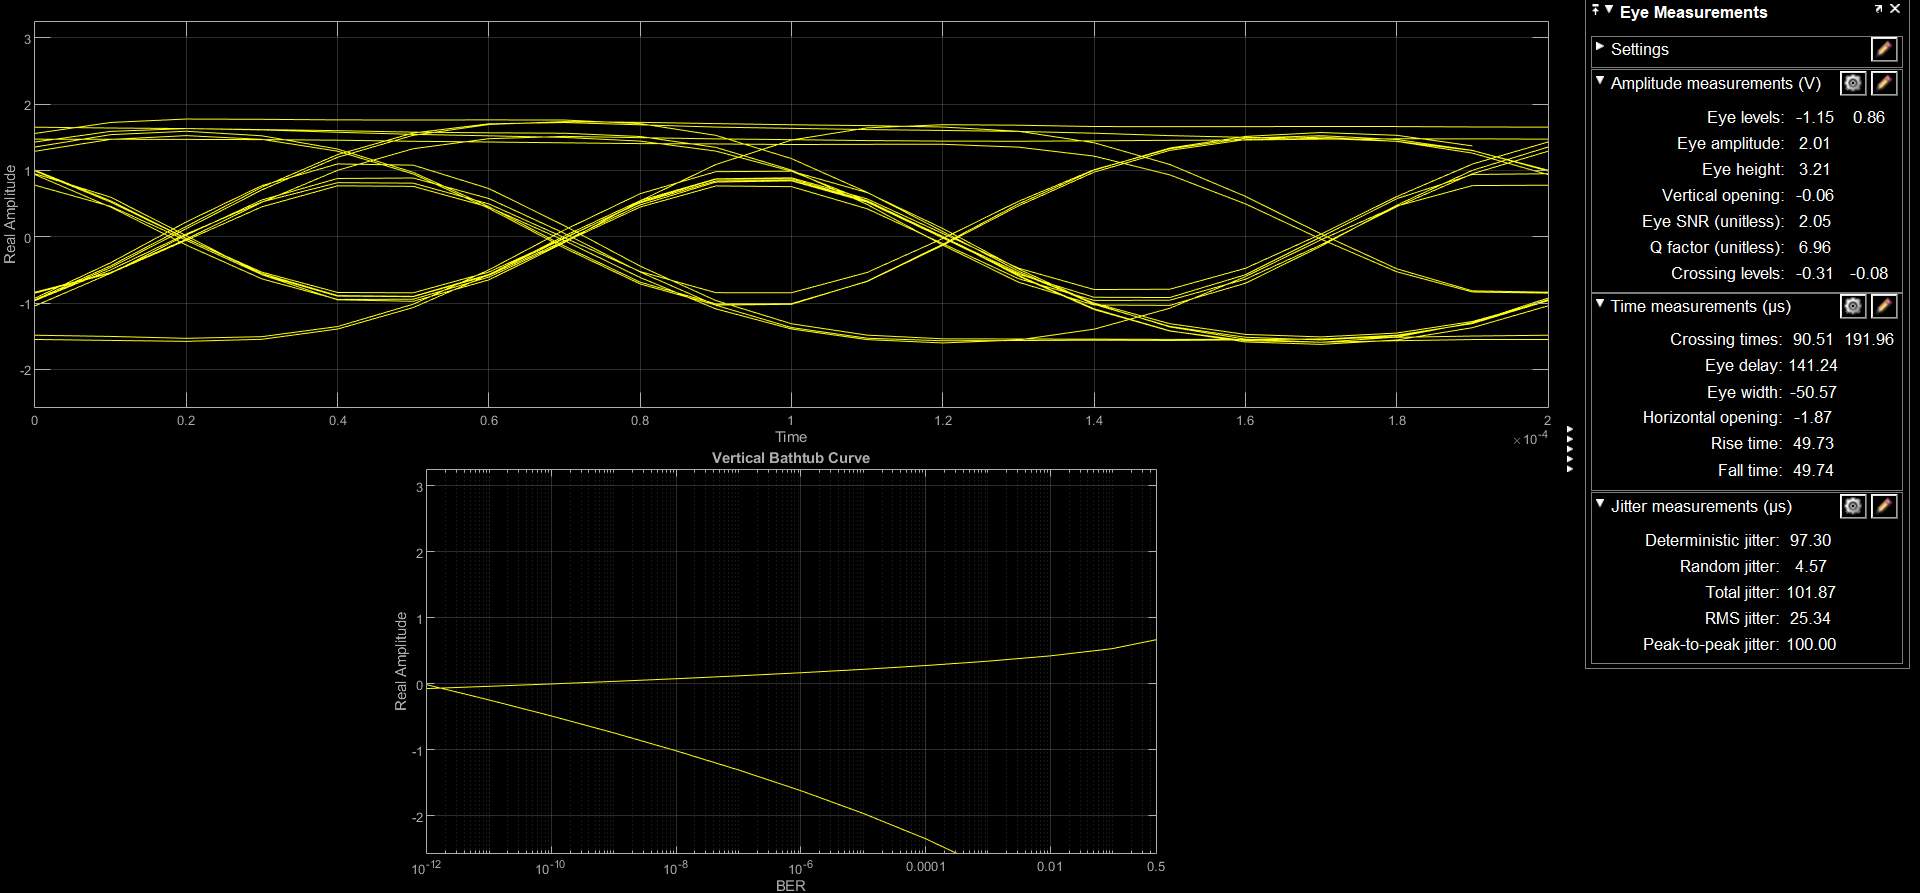 3
2
1
0
-1
-2
Real Amplitude
0
0.2
0.4
0.6
0.8
1
1.2
1.4
1.6
1.8
2
Time
×10-4
Vertical Bathtub Curve
3
2
1
0
-1
-2
Real Amplitude
10-12
10-10
10-8
10-6
0.0001
0.01
0.5
BER
Eye Measurements
Settings
Amplitude measurements (V)
Eye levels: -1.15 0.86
Eye amplitude: 2.01
Eye height: 3.21
Vertical opening: -0.06
Eye SNR (unitless): 2.05
Q factor (unitless): 6.96
Crossing levels: -0.31 -0.08
Time measurements (µs)
Crossing times: 90.51 191.96
Eye delay: 141.24
Eye width: -50.57
Horizontal opening: -1.87
Rise time: 49.73
Fall time: 49.74
Jitter measurements (µs)
Deterministic jitter: 97.30
Random jitter: 4.57
Total jitter: 101.87
RMS jitter: 25.34
Peak-to-peak jitter: 100.00